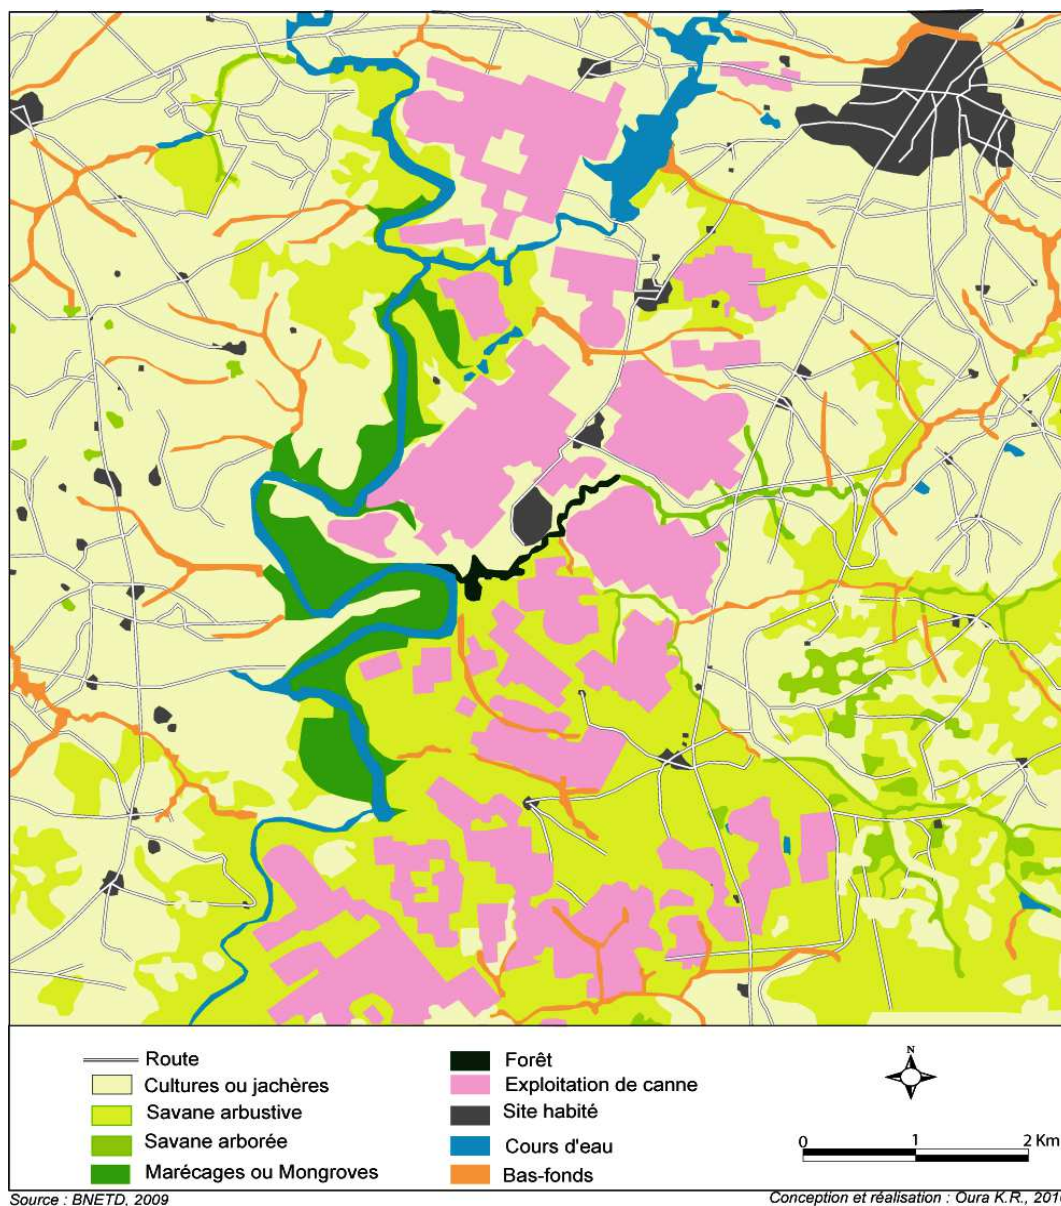 Route
Cultures ou jachères
Savane arbustive
Savane arborée
Marécages ou Mongroves
Forêt
Exploitation de canne
Site habité
Cours d'eau
Bas-fonds
N
0 1 2 Km
Source : BNETD, 2009
Conception et réalisation : Oura K.R.,